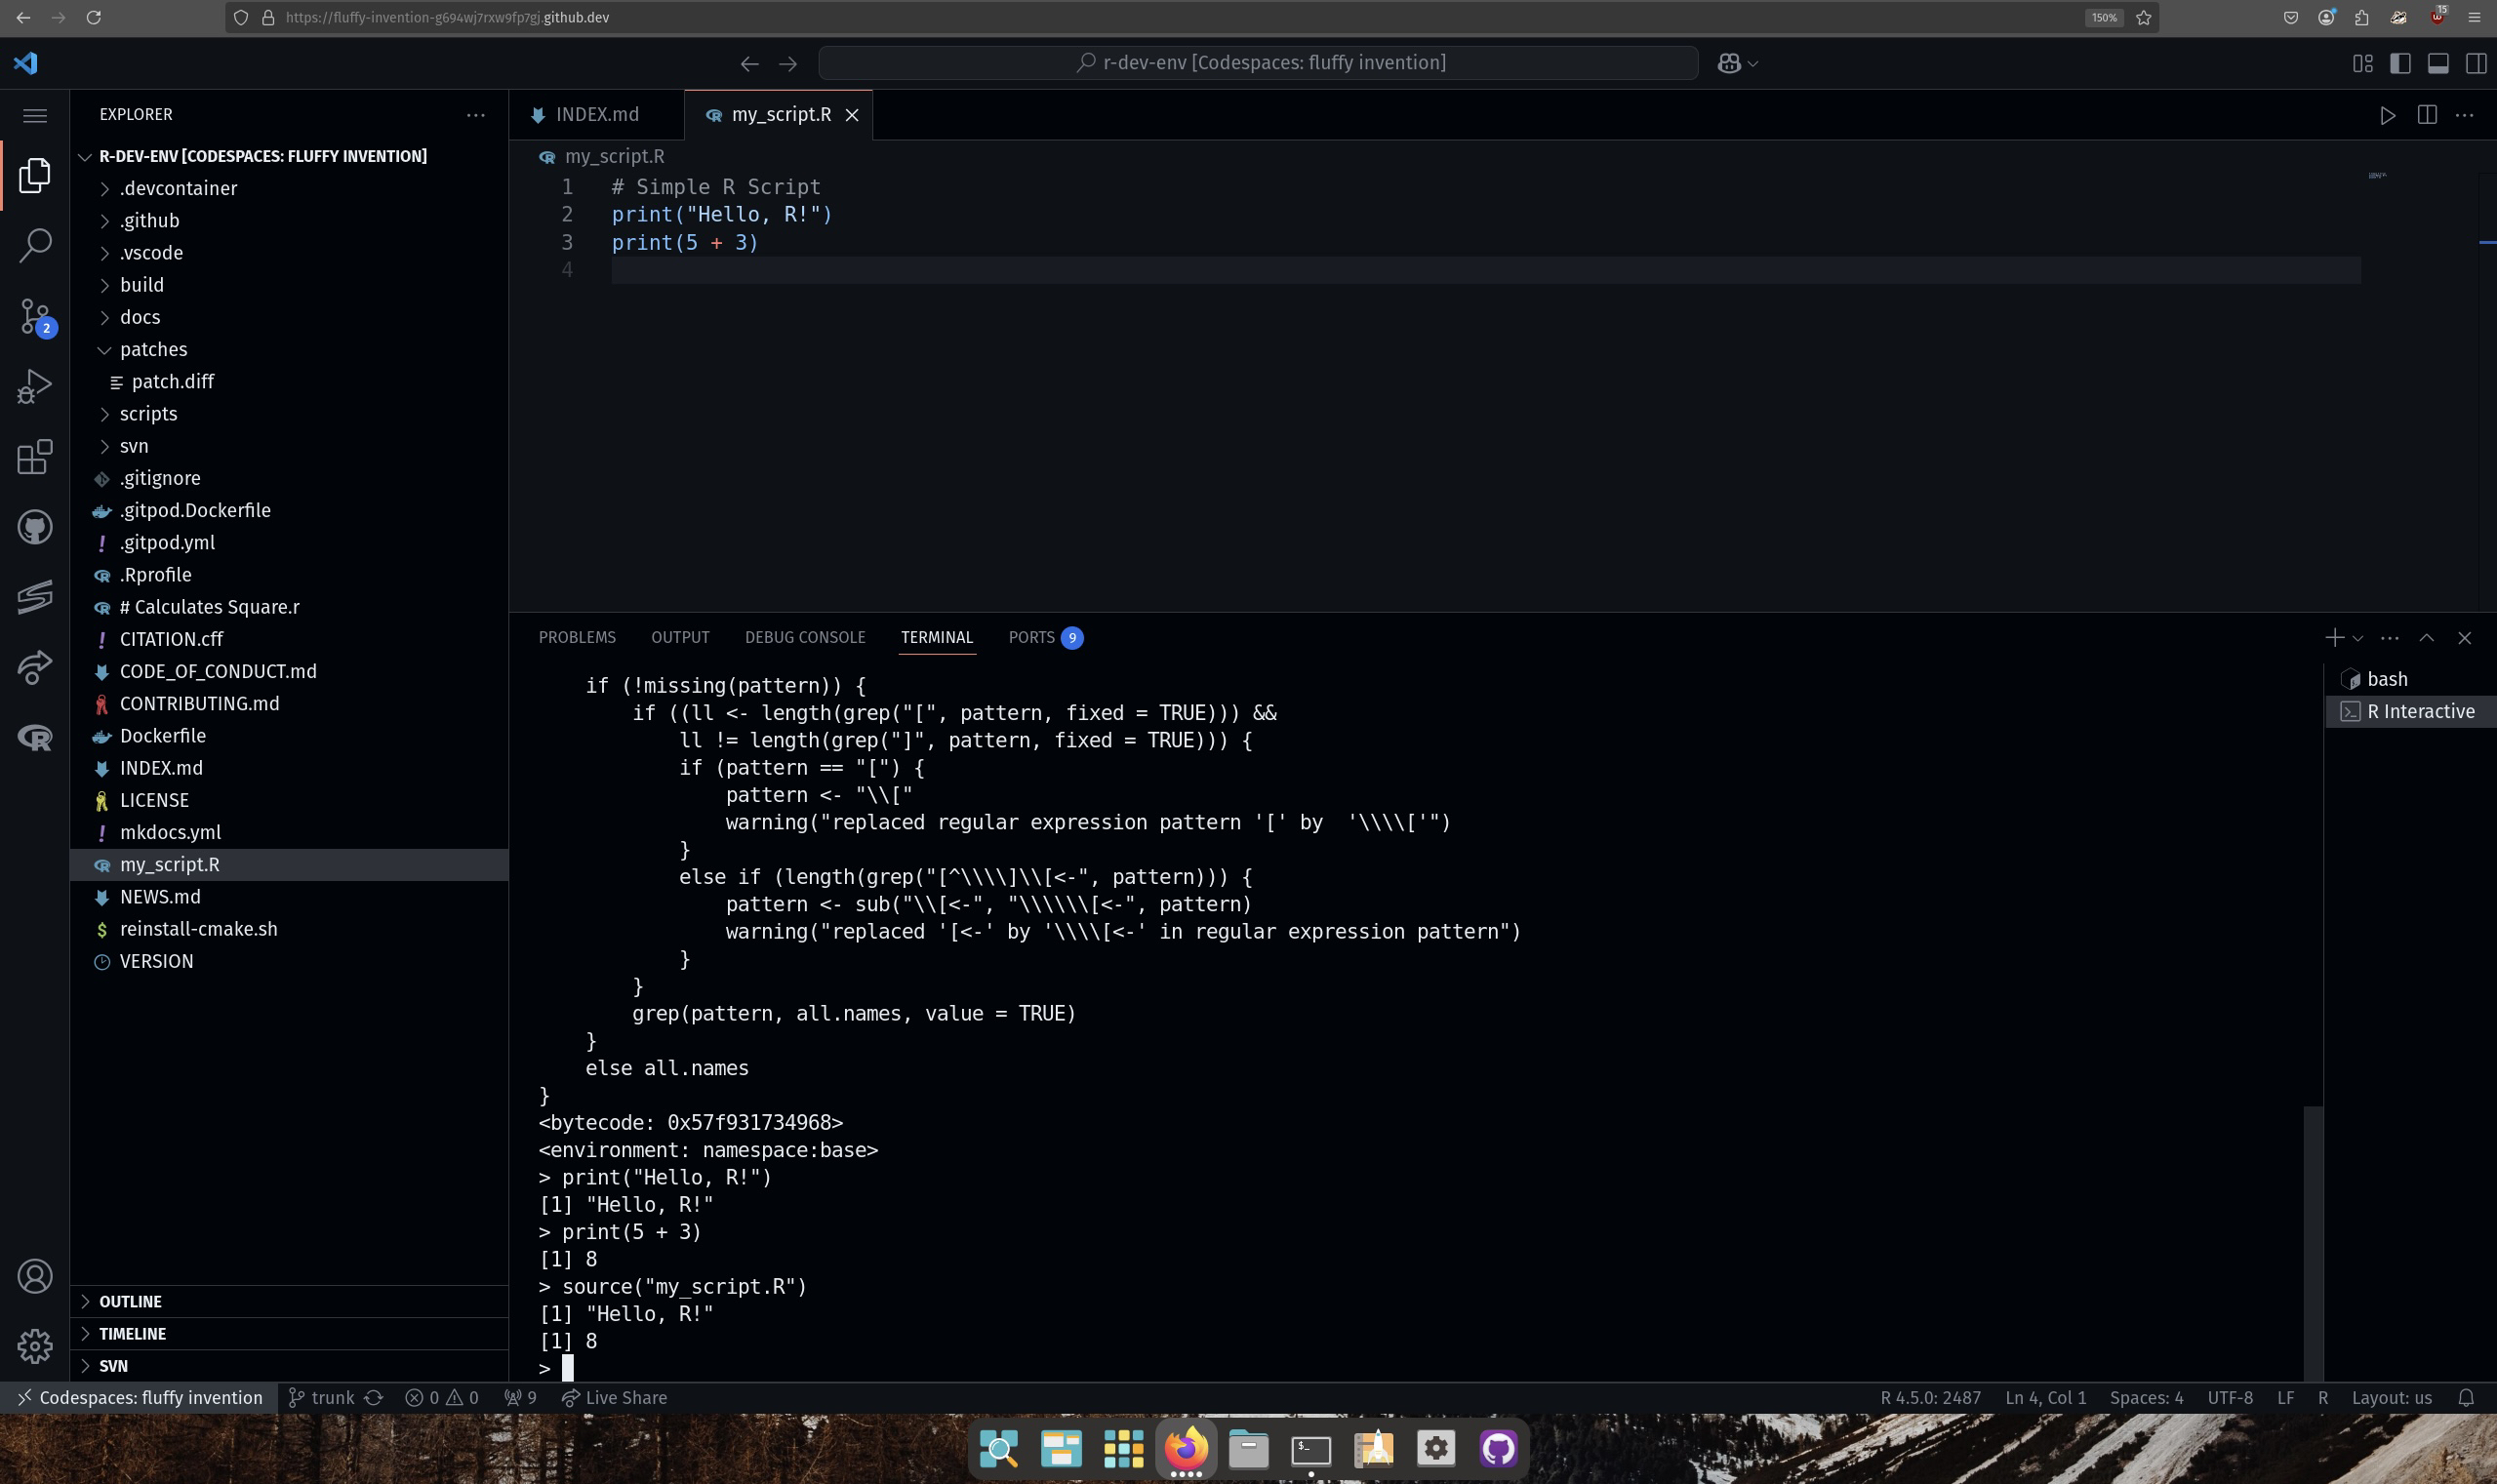 https://fluffy-invention-g694wj7rxw9fp7gj.github.dev
150%
15
r-dev-env [Codespaces: fluffy invention]
EXPLORER
R-DEV-ENV [CODESPACES: FLUFFY INVENTION]
.devcontainer
.github
.vscode
build
docs
patches
patch.diff
scripts
svn
.gitignore
.gitpod.Dockerfile
.gitpod.yml
.Rprofile
# Calculates Square.r
CITATION.cff
CODE_OF_CONDUCT.md
CONTRIBUTING.md
Dockerfile
INDEX.md
LICENSE
mkdocs.yml
my_script.R
NEWS.md
reinstall-cmake.sh
VERSION
OUTLINE
TIMELINE
SVN
2
INDEX.md
my_script.R
my_script.R
1 # Simple R Script
2 print("Hello, R!")
3 print(5 + 3)
4
PROBLEMS OUTPUT DEBUG CONSOLE TERMINAL PORTS 9
    if (!missing(pattern)) {
        if ((ll <- length(grep("[", pattern, fixed = TRUE))) &&
            ll != length(grep("]", pattern, fixed = TRUE))) {
            if (pattern == "[") {
                pattern <- "\\["
                warning("replaced regular expression pattern '[' by  '\\\\['")
            }
            else if (length(grep("[^\\\\]\\[<-", pattern))) {
                pattern <- sub("\\[<-", "\\\\\\[<-", pattern)
                warning("replaced '[<-' by '\\\\[<-' in regular expression pattern")
            }
        }
        grep(pattern, all.names, value = TRUE)
    }
    else all.names
}
<bytecode: 0x57f931734968>
<environment: namespace:base>
> print("Hello, R!")
[1] "Hello, R!"
> print(5 + 3)
[1] 8
> source("my_script.R")
[1] "Hello, R!"
[1] 8
>
bash
R Interactive
Codespaces: fluffy invention
trunk
0 0
9
Live Share
R 4.5.0: 2487
Ln 4, Col 1
Spaces: 4
UTF-8
LF
R
Layout: us